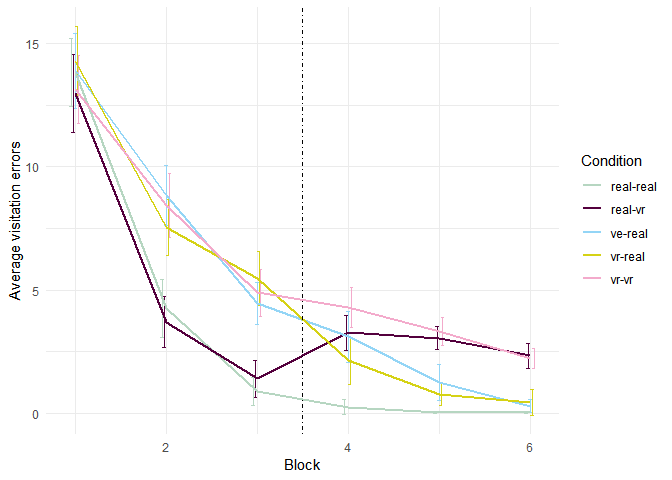 Average visitation errors
15
10
5
0
2
4
6
Block
Condition
real-real
real-vr
ve-real
vr-real
vr-vr